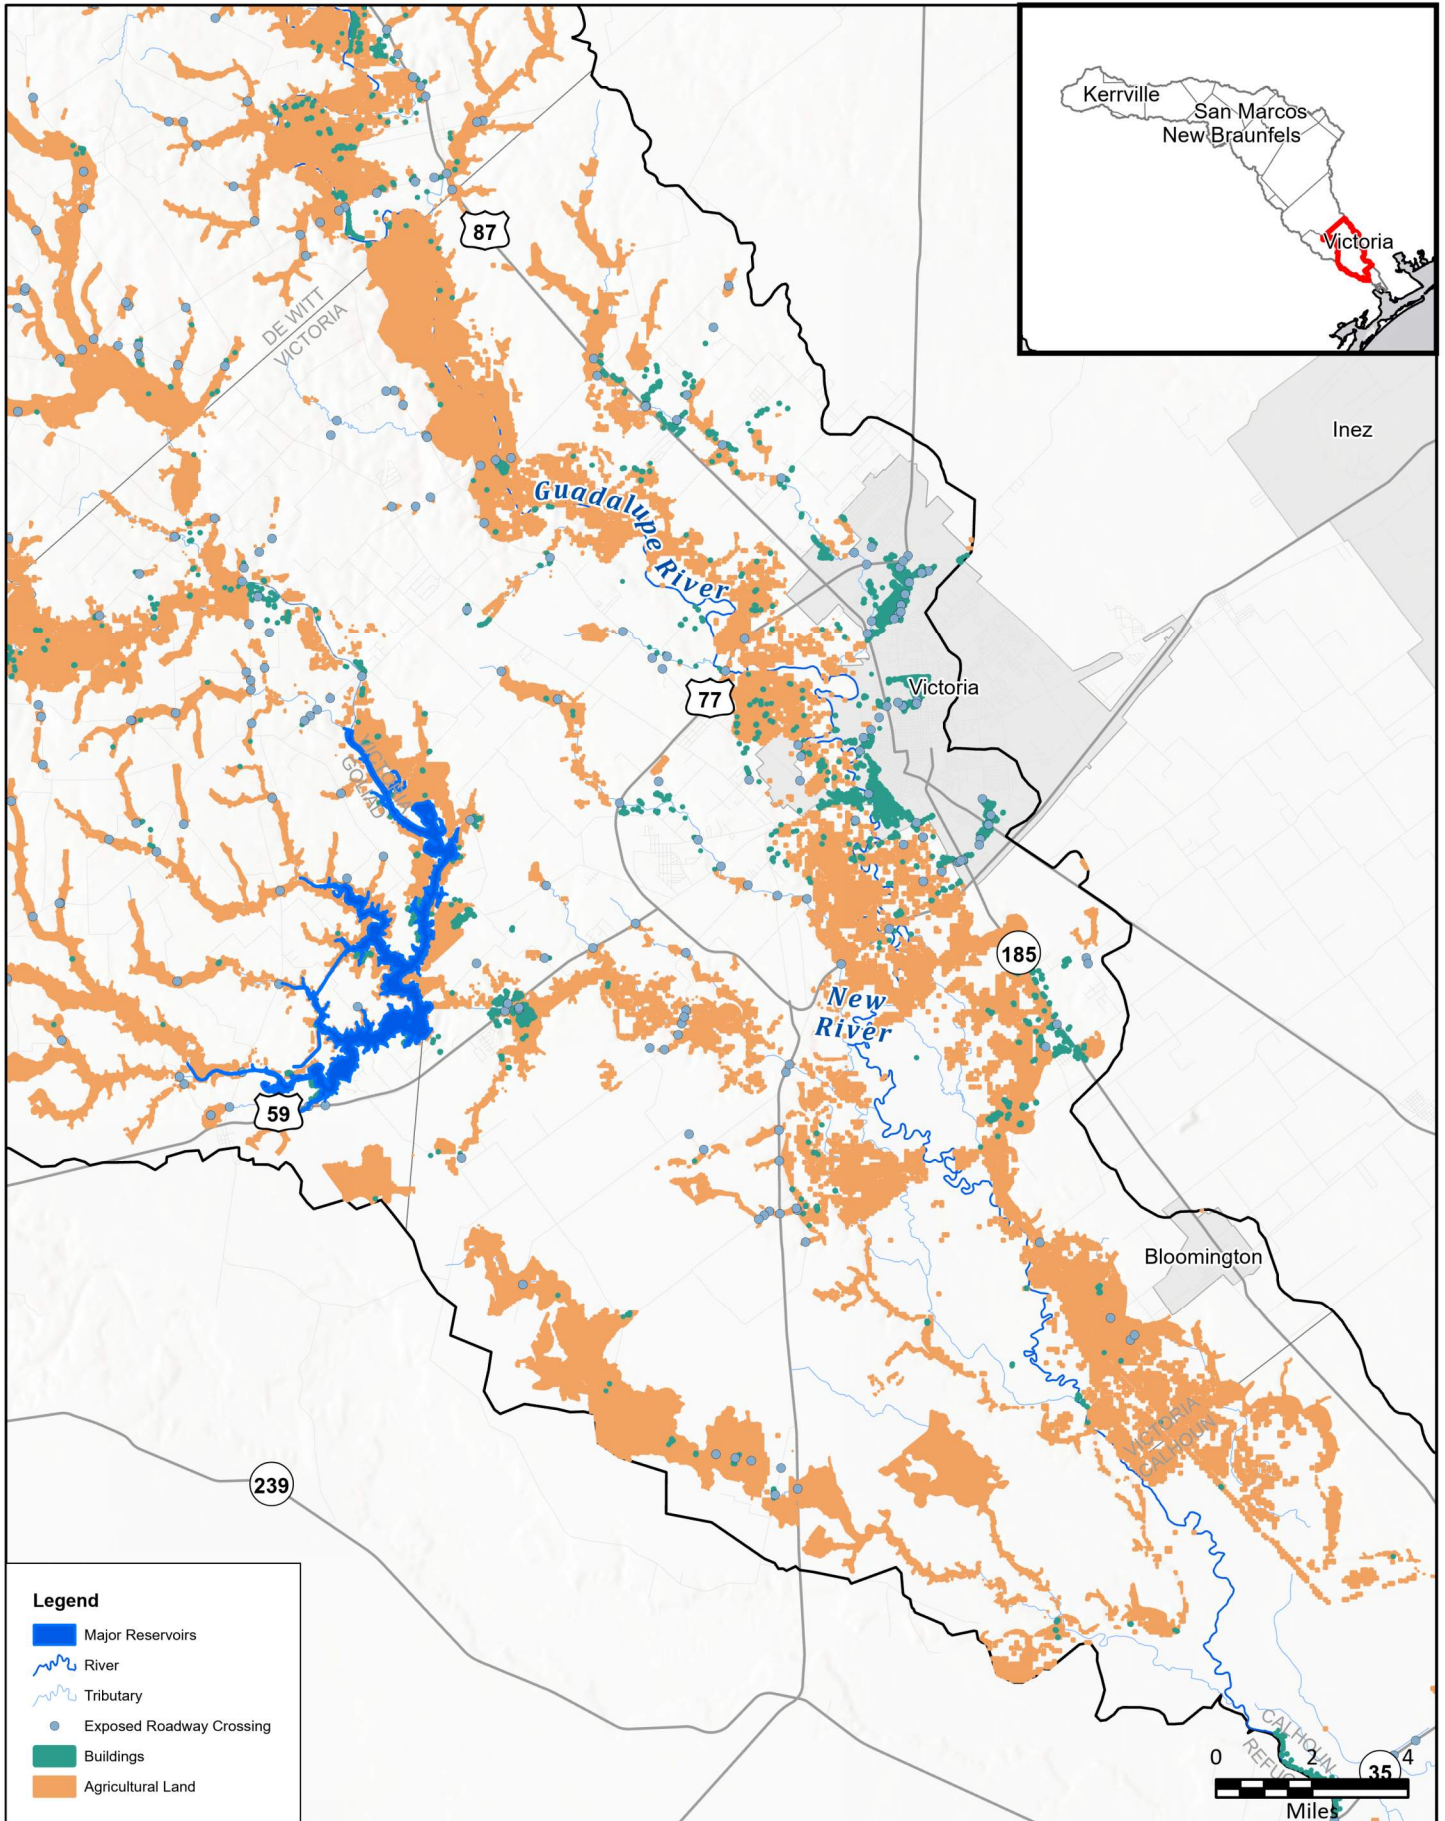 Kerrville
San Marcos
New Braunfels
Victoria
87
DE WITT
VICTORIA
Inez
Guadalupe
River
77
Victoria
VICTORIA
GOLIAD
185
New
River
59
Bloomington
239
VICTORIA
CALHOUN
Legend
Major Reservoirs
River
Tributary
Exposed Roadway Crossing
Buildings
Agricultural Land
CALHOUN
0 2 4
35
Miles